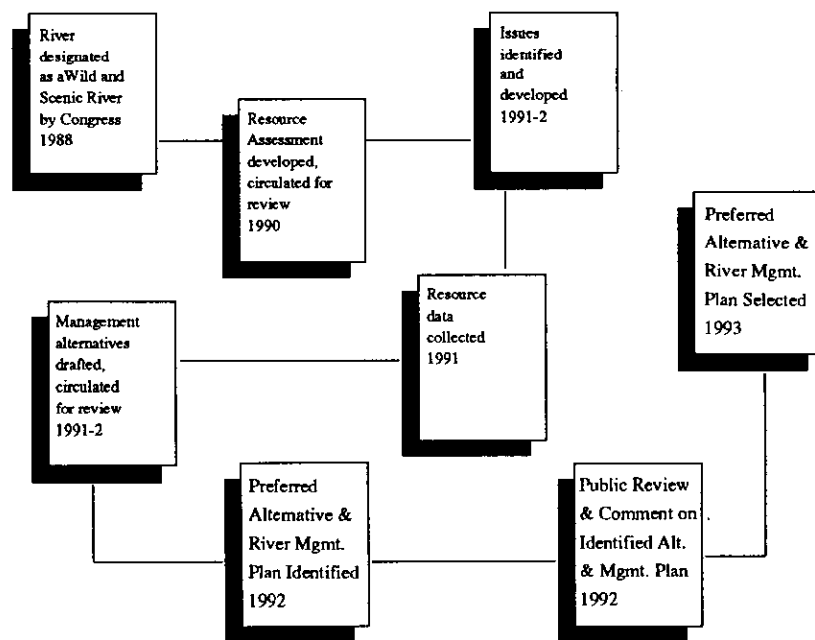 River
designated
as aWild and
Scenic River
by Congress
1988
Resource
Assessment
developed,
circulated for
review
1990
Issues
identified
and
developed
1991-2
Resource
data
collected
1991
Management
alternatives
drafted,
circulated
for review
1991-2
Preferred
Alternative &
River Mgmt.
Plan Identified
1992
Public Review
& Comment on
Identified Alt.
& Mgmt. Plan
1992
Preferred
Alternative &
River Mgmt.
Plan Selected
1993